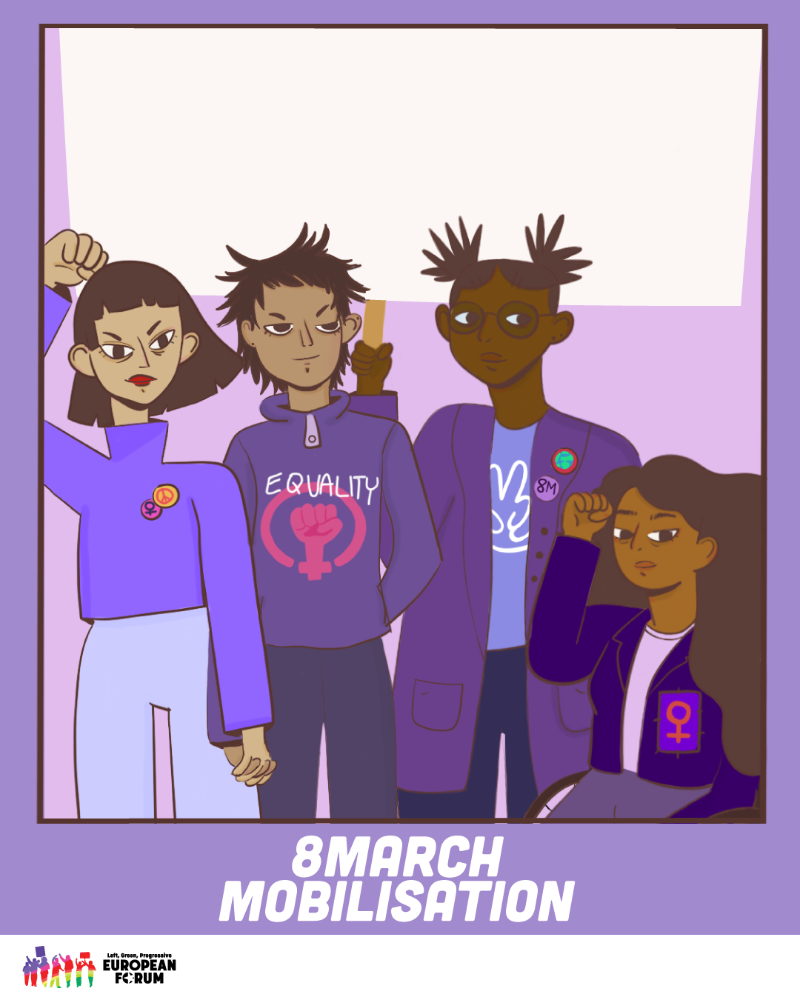 EQUALITY
8M
8MARCH
MOBILISATION
Left, Green, Progressive
EUROPEAN
FORUM